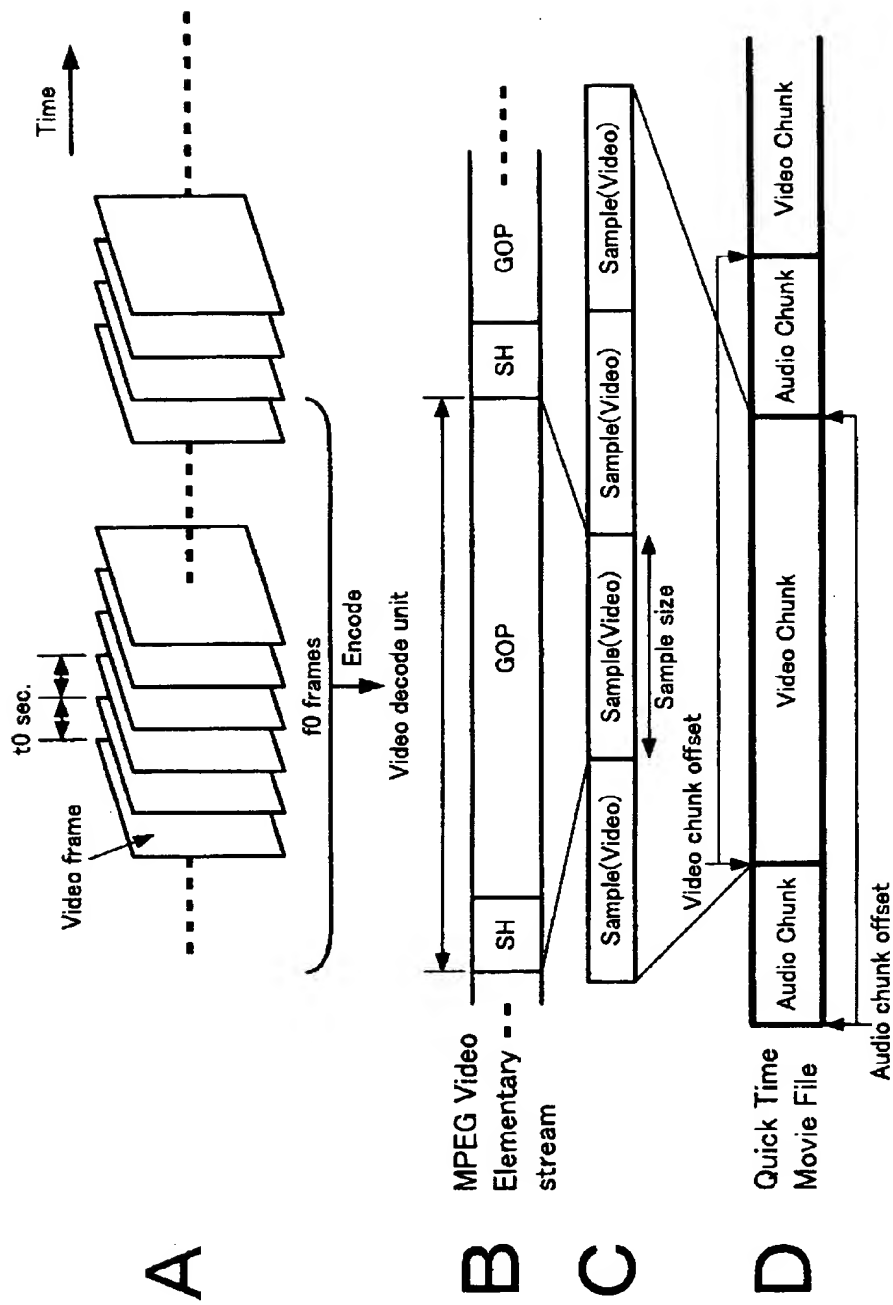 A
Time
t0 sec.
Video frame
f0 frames
Encode
Video decode unit
B
MPEG Video
Elementary
stream
SH
GOP
SH
GOP
C
Sample(Video)
Sample(Video)
Sample(Video)
Sample(Video)
Sample size
Video chunk offset
D
Quick Time
Movie File
Audio Chunk
Video Chunk
Audio Chunk
Video Chunk
Audio chunk offset